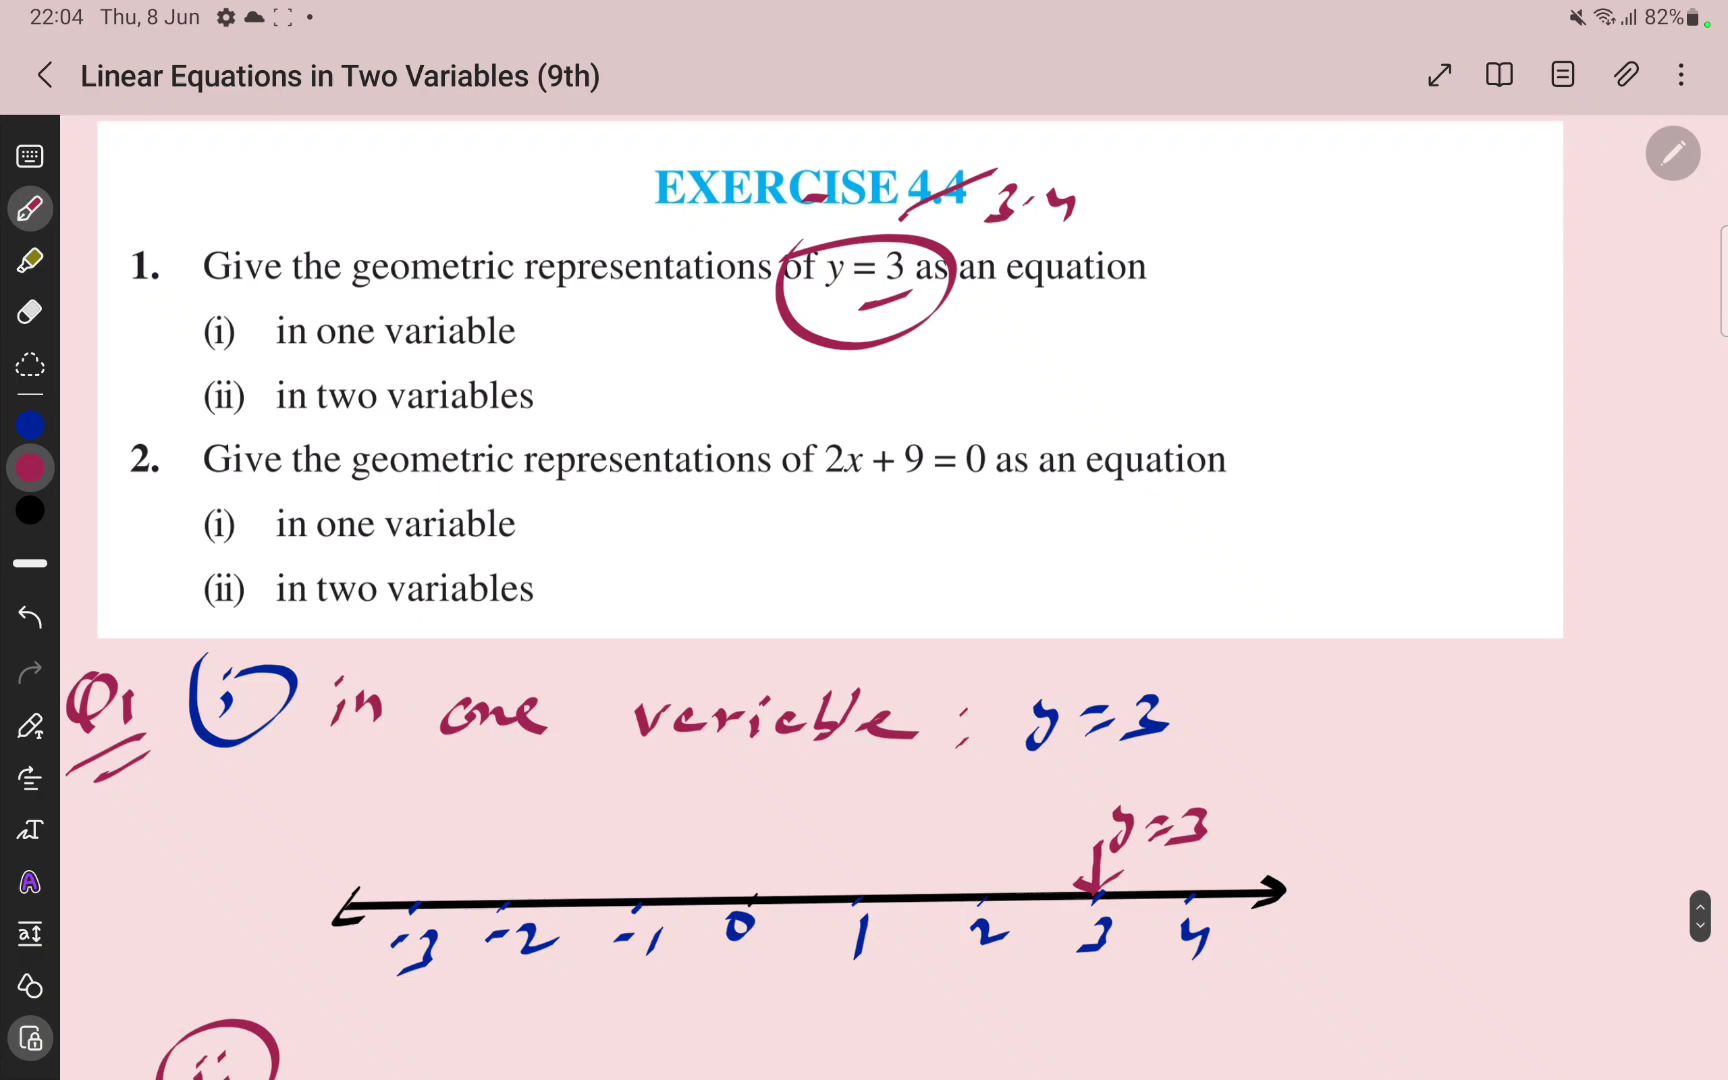 22:04 Thu, 8 Jun 82%
Linear Equations in Two Variables (9th)
EXERCISE 4.4 3.4
1. Give the geometric representations of y = 3 as an equation
(i) in one variable
(ii) in two variables
2. Give the geometric representations of 2x + 9 = 0 as an equation
(i) in one variable
(ii) in two variables
Q1 (i) in one variable : y = 3
y = 3
-3 -2 -1 0 1 2 3 4
ii